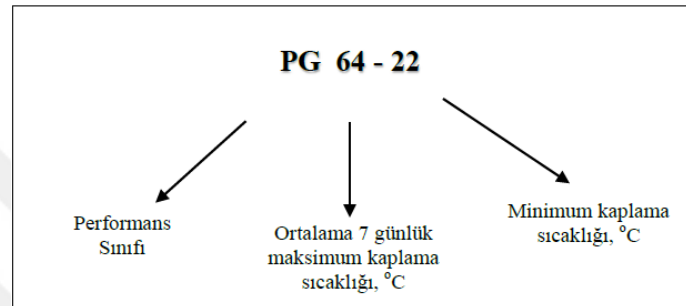 PG 64 - 22
Performans
Sınıfı
Ortalama 7 günlük
maksimum kaplama
sıcaklığı, °C
Minimum kaplama
sıcaklığı, °C